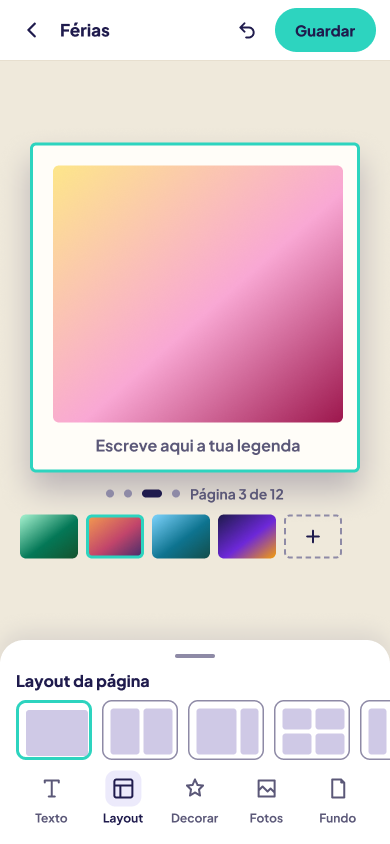 Férias
Guardar
Escreve aqui a tua legenda
Página 3 de 12
Layout da página
Texto
Layout
Decorar
Fotos
Fundo